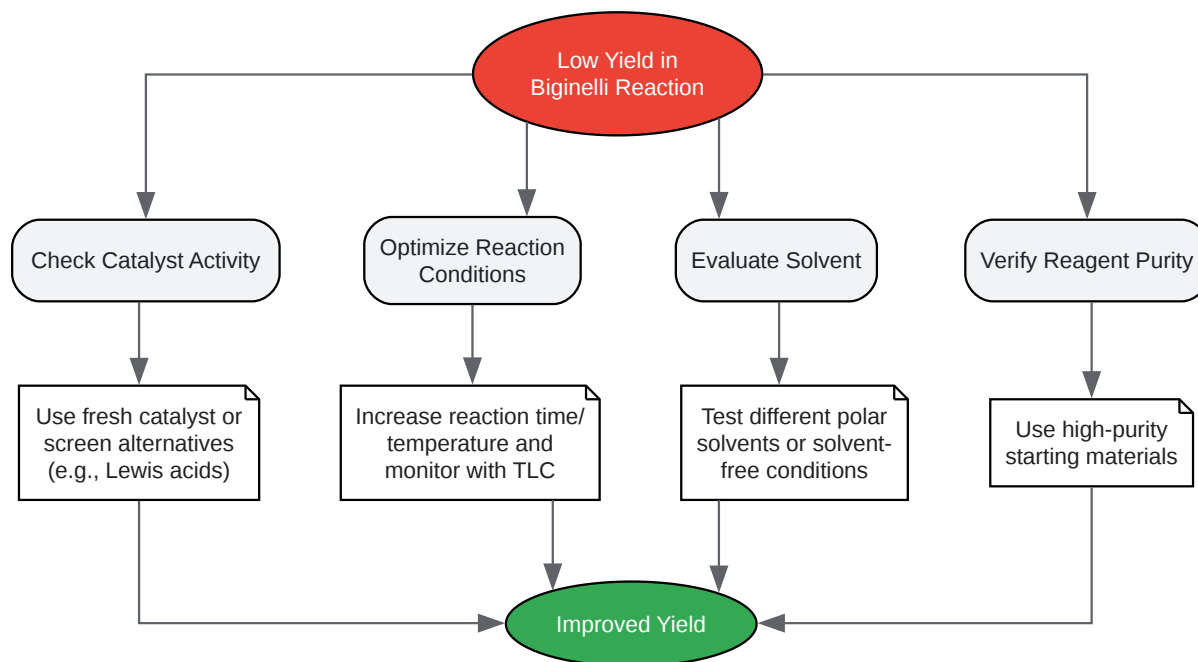 Low Yield in
Biginelli Reaction
Check Catalyst Activity
Optimize Reaction
Conditions
Evaluate Solvent
Verify Reagent Purity
Use fresh catalyst or
screen alternatives
(e.g., Lewis acids)
Increase reaction time/
temperature and
monitor with TLC
Test different polar
solvents or solvent-
free conditions
Use high-purity
starting materials
Improved Yield